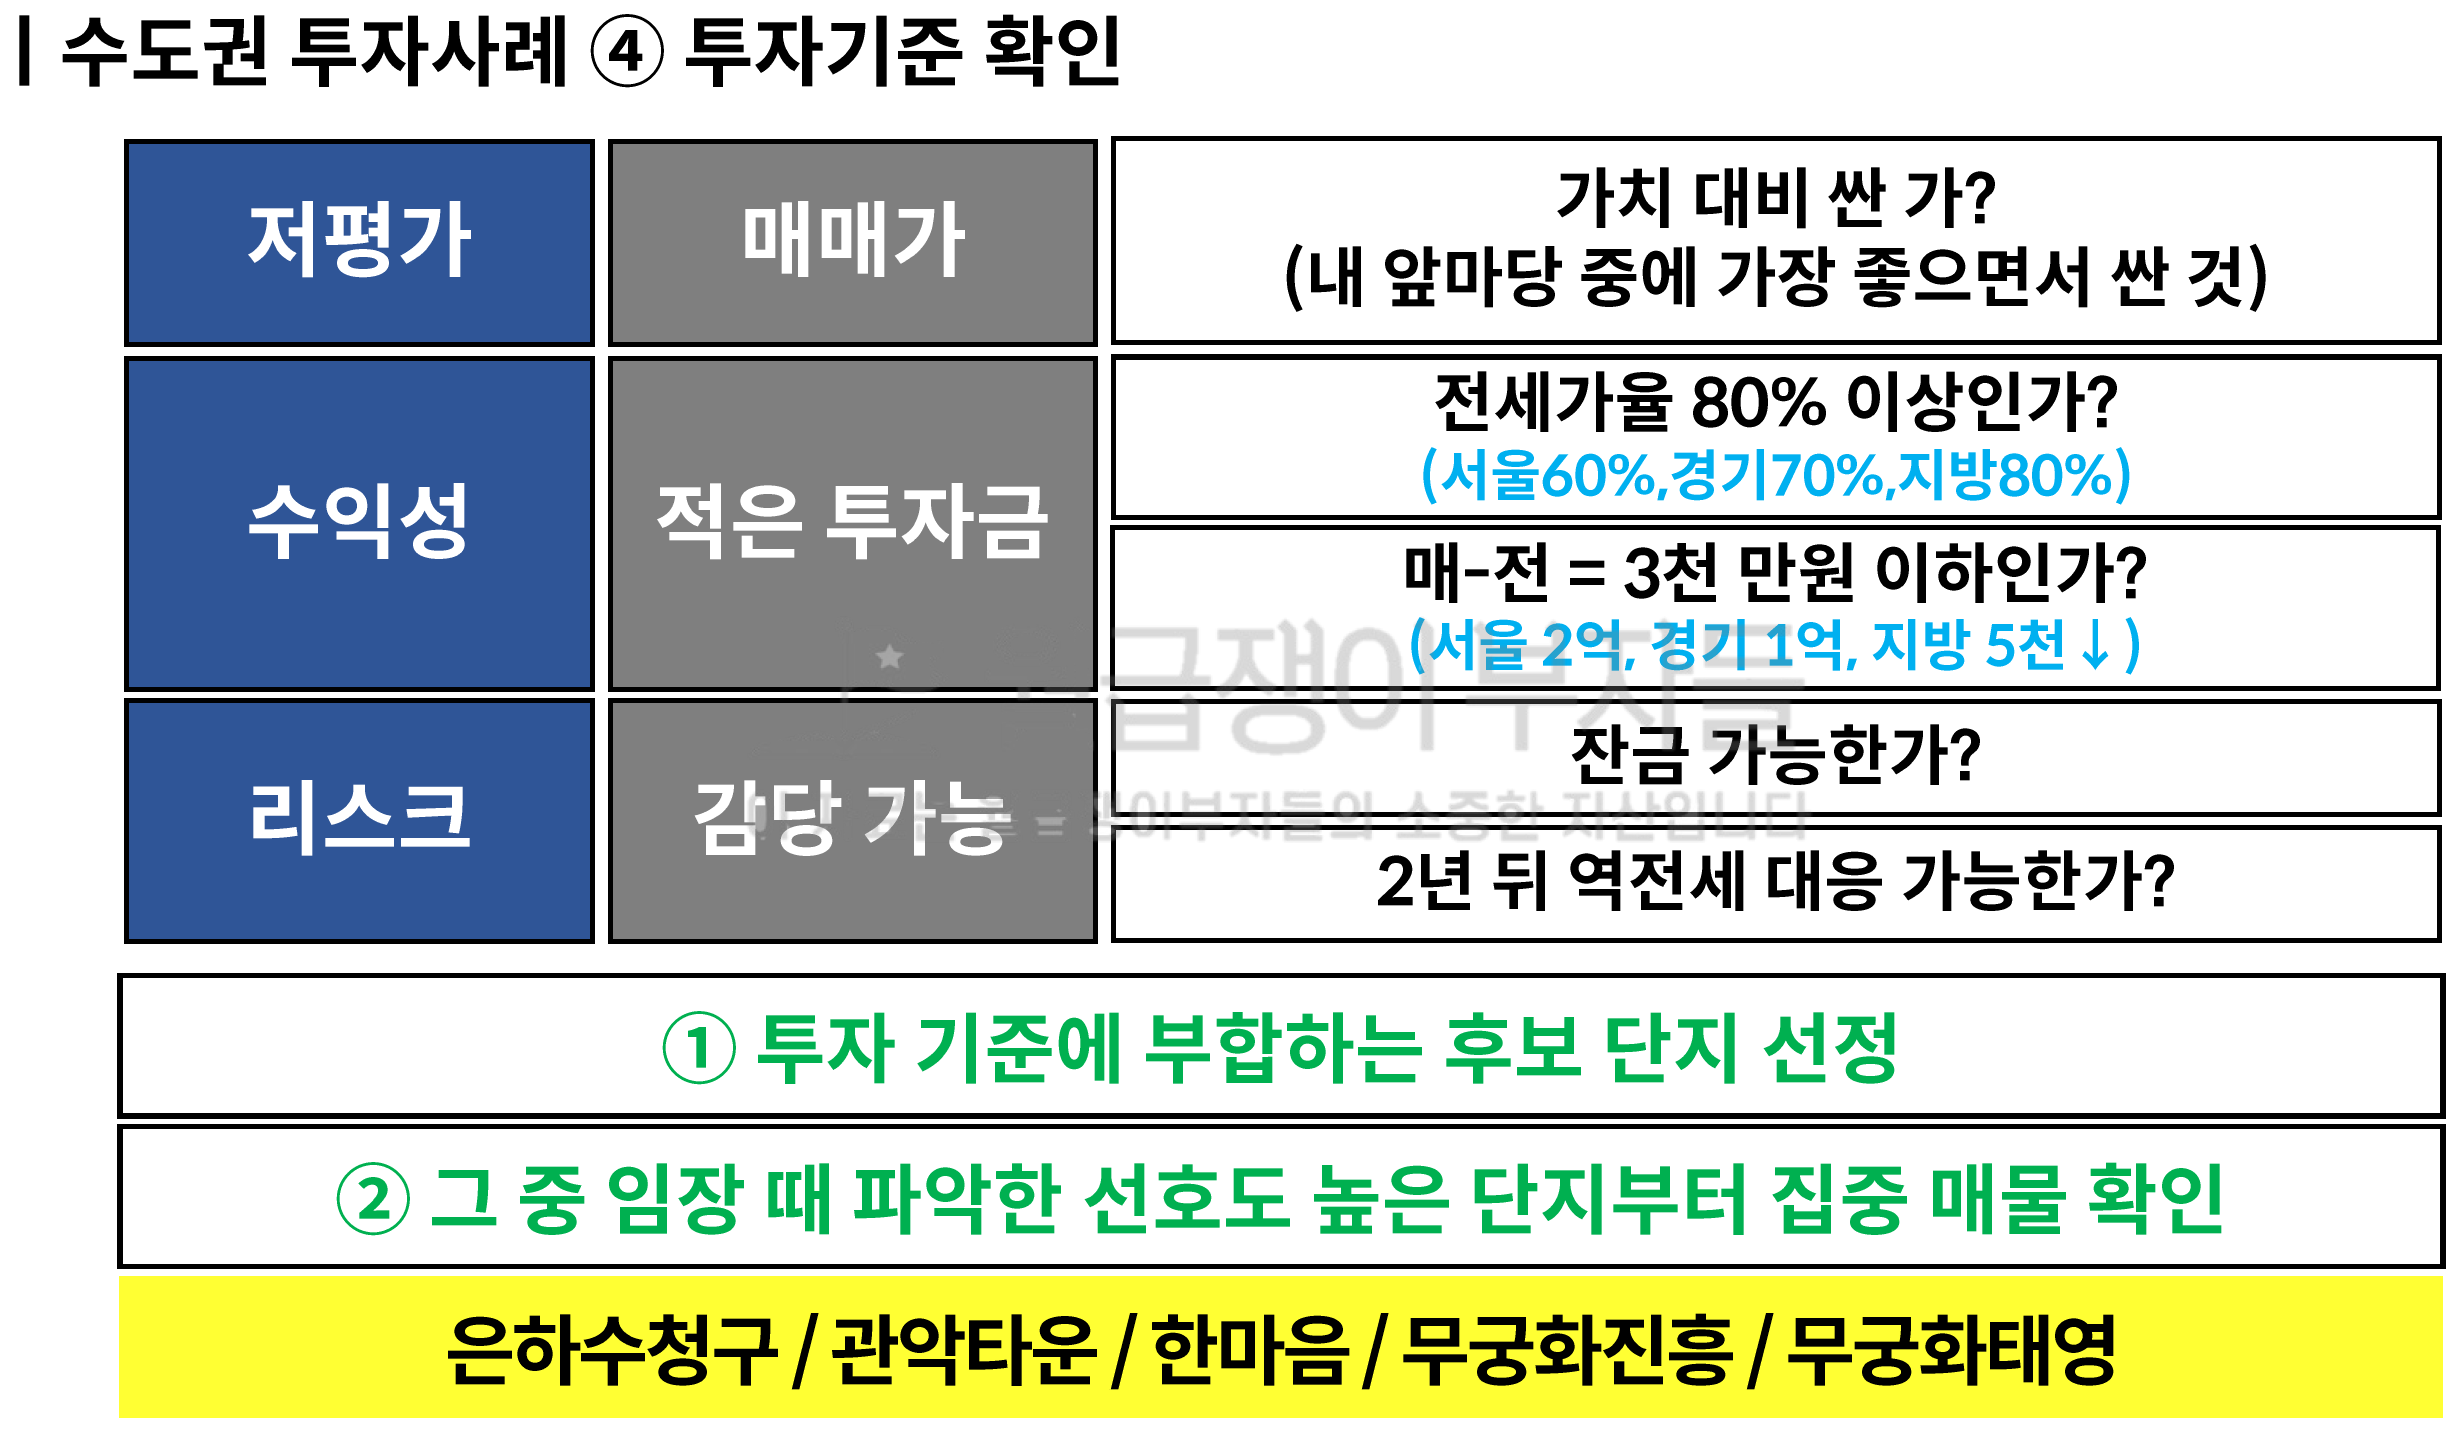 | 수도권 투자사례 ④ 투자기준 확인
저평가
매매가
가치 대비 싼 가?
(내 앞마당 중에 가장 좋으면서 싼 것)
수익성
적은 투자금
전세가율 80% 이상인가?
(서울60%,경기70%,지방80%)
매-전 = 3천 만원 이하인가?
(서울 2억, 경기 1억, 지방 5천↓)
리스크
감당 가능
잔금 가능한가?
2년 뒤 역전세 대응 가능한가?
급쟁이부자들
쟁이부자들의 소중한 자산입니다
① 투자 기준에 부합하는 후보 단지 선정
② 그 중 임장 때 파악한 선호도 높은 단지부터 집중 매물 확인
은하수청구 / 관악타운 / 한마음 / 무궁화진흥 / 무궁화태영